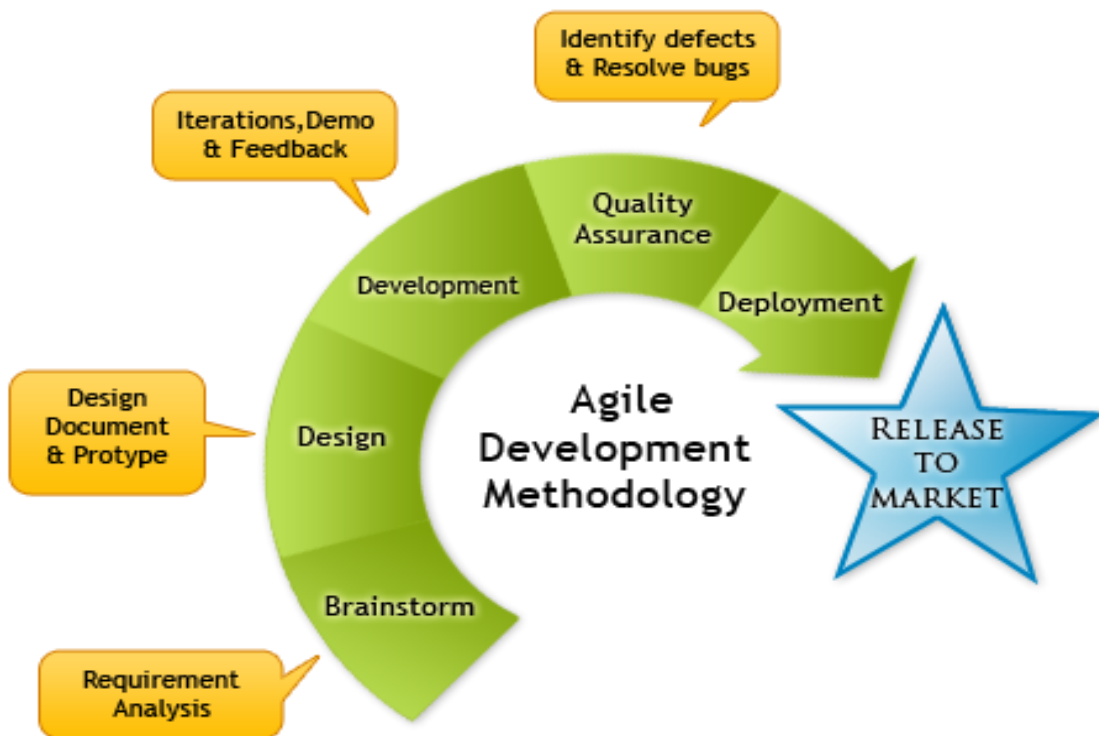 Identify defects
& Resolve bugs
Iterations,Demo
& Feedback
Quality
Assurance
Development
Deployment
Design
Document
& Protype
Design
Agile
Development
Methodology
RELEASE
TO
MARKET
Brainstorm
Requirement
Analysis